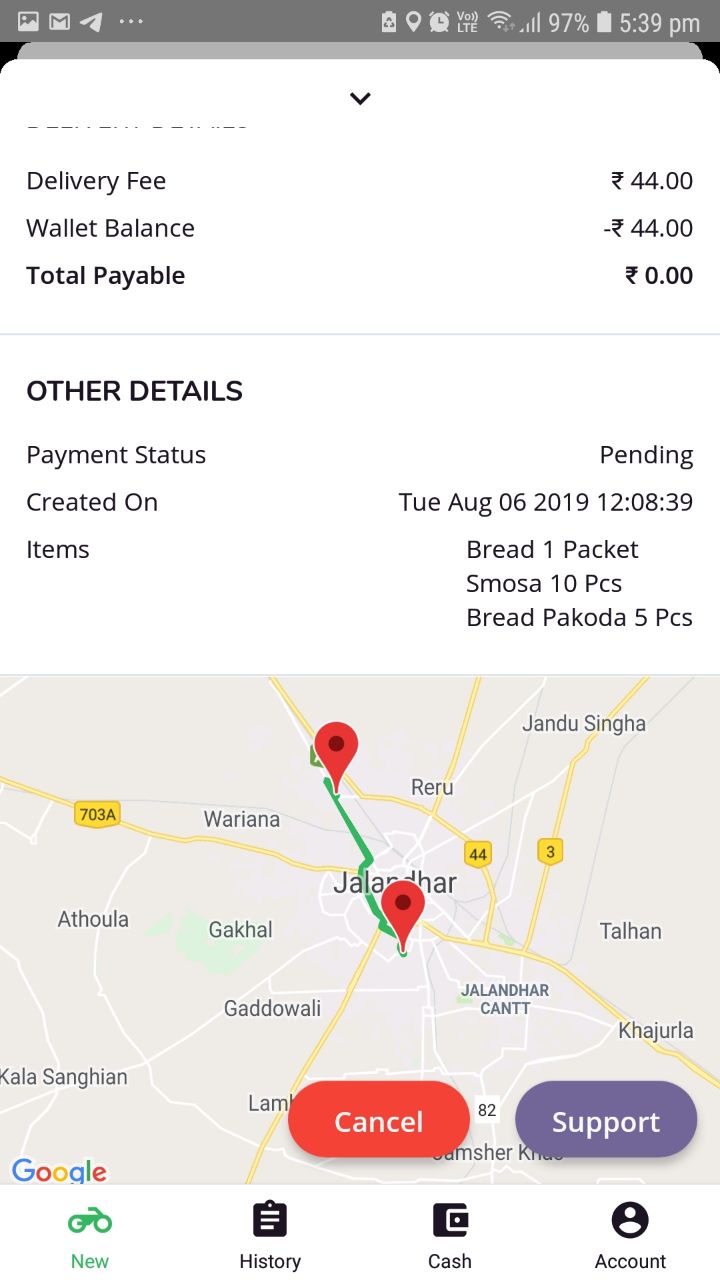 Vo)) LTE 97% 5:39 pm
Delivery Fee ₹ 44.00
Wallet Balance -₹ 44.00
Total Payable ₹ 0.00
OTHER DETAILS
Payment Status Pending
Created On Tue Aug 06 2019 12:08:39
Items Bread 1 Packet
Smosa 10 Pcs
Bread Pakoda 5 Pcs
Jandu Singha
Reru
703A
Wariana
44
3
Jalandhar
Athoula
Gakhal
Talhan
JALANDHAR
CANTT
Gaddowali
Khajurla
Kala Sanghian
Lamb
82
Cancel
Support
Jamsher Khas
Google
New History Cash Account